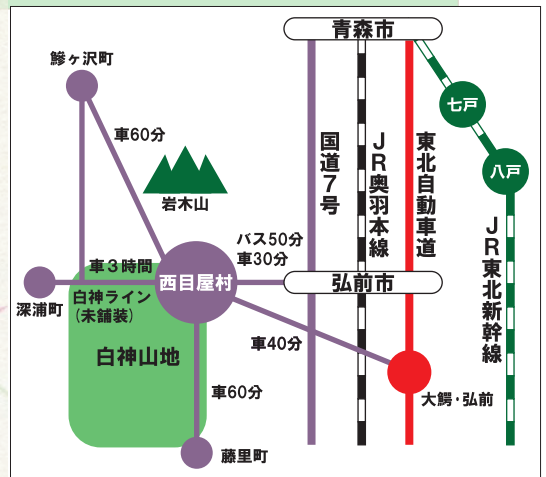 青森市
鰺ヶ沢町
七戸
車60分
国道7号
JR奥羽本線
東北自動車道
八戸
岩木山
JR東北新幹線
バス50分
車30分
車3時間
西目屋村
弘前市
深浦町
白神ライン
(未舗装)
車40分
白神山地
車60分
大鰐・弘前
藤里町